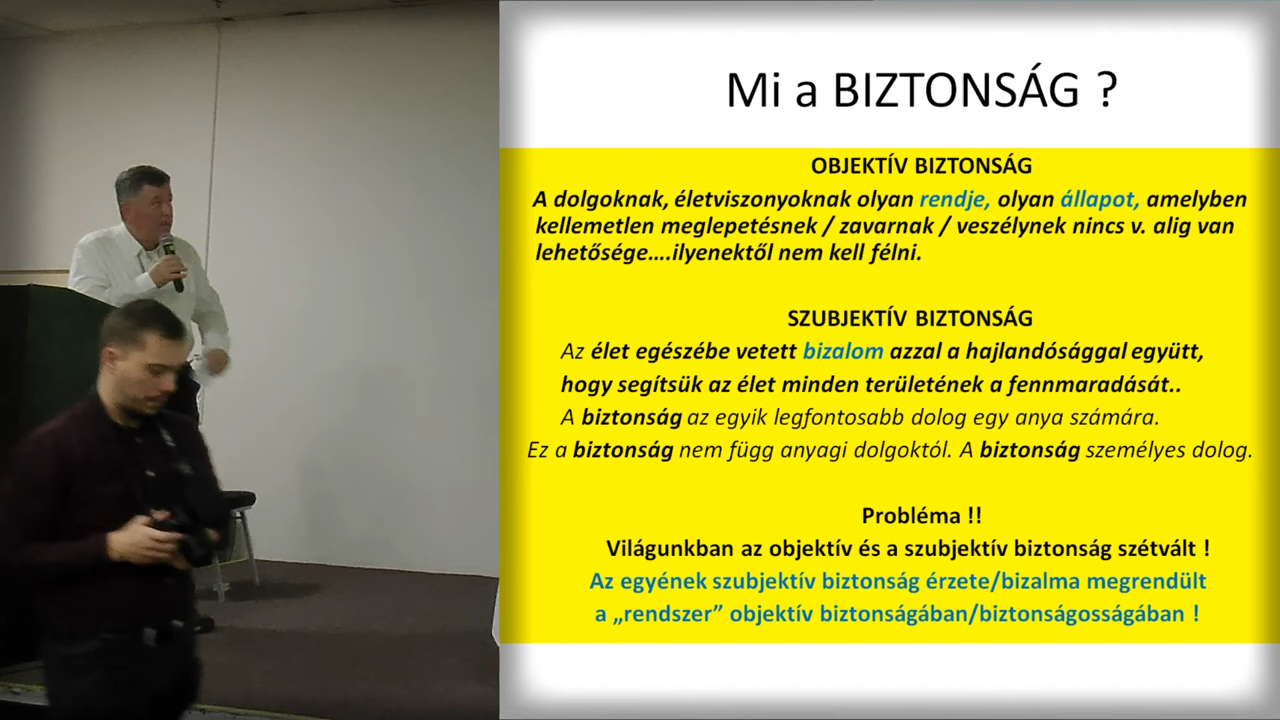 Mi a BIZTONSÁG ?
OBJEKTÍV BIZTONSÁG
A dolgoknak, életviszonyoknak olyan rendje, olyan állapot, amelyben
kellemetlen meglepetésnek / zavarnak / veszélynek nincs v. alig van
lehetősége....ilyenektől nem kell félni.
SZUBJEKTÍV BIZTONSÁG
Az élet egészébe vetett bizalom azzal a hajlandósággal együtt,
hogy segítsük az élet minden területének a fennmaradását..
A biztonság az egyik legfontosabb dolog egy anya számára.
Ez a biztonság nem függ anyagi dolgoktól. A biztonság személyes dolog.
Probléma !!
Világunkban az objektív és a szubjektív biztonság szétvált !
Az egyének szubjektív biztonság érzete/bizalma megrendült
a „rendszer” objektív biztonságában/biztonságosságában !